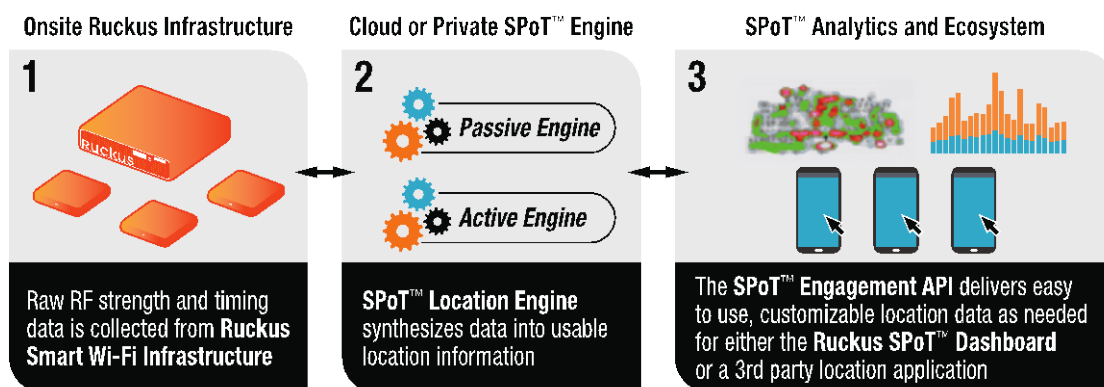 Onsite Ruckus Infrastructure
1
Ruckus
Raw RF strength and timing
data is collected from Ruckus
Smart Wi-Fi Infrastructure
Cloud or Private SPoT™ Engine
2
Passive Engine
Active Engine
SPoT™ Location Engine
synthesizes data into usable
location information
SPoT™ Analytics and Ecosystem
3
The SPoT™ Engagement API delivers easy
to use, customizable location data as needed
for either the Ruckus SPoT™ Dashboard
or a 3rd party location application